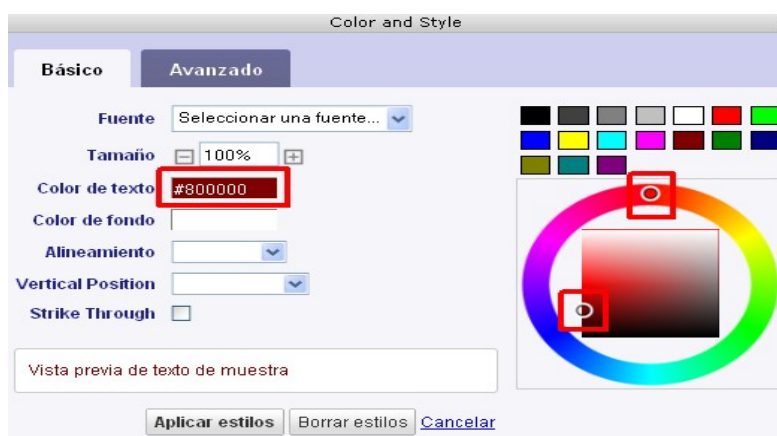 Color and Style
Básico Avanzado
Fuente Seleccionar una fuente...
Tamaño 100%
Color de texto #800000
Color de fondo
Alineamiento
Vertical Position
Strike Through
Vista previa de texto de muestra
Aplicar estilos Borrar estilos Cancelar